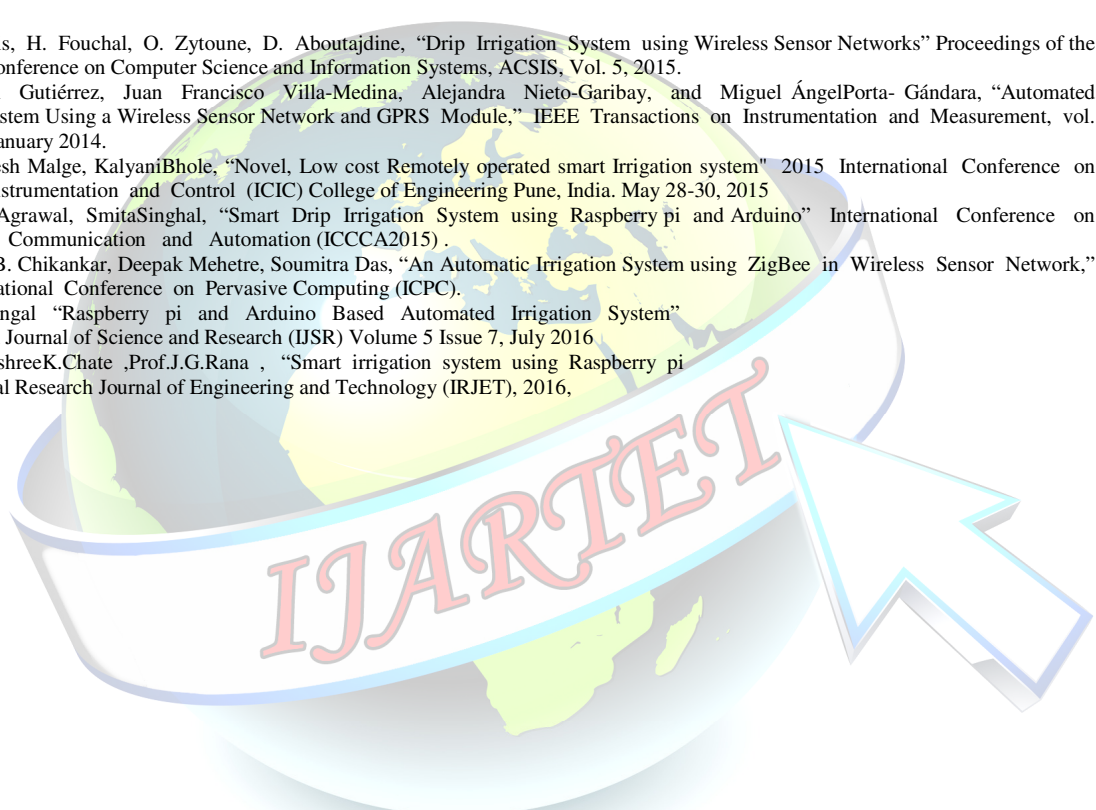 s, H. Fouchal, O. Zytoune, D. Aboutajdine, “Drip Irrigation System using Wireless Sensor Networks” Proceedings of the
onference on Computer Science and Information Systems, ACSIS, Vol. 5, 2015.
Gutiérrez, Juan Francisco Villa-Medina, Alejandra Nieto-Garibay, and Miguel ÁngelPorta- Gándara, “Automated
stem Using a Wireless Sensor Network and GPRS Module,” IEEE Transactions on Instrumentation and Measurement, vol.
anuary 2014.
esh Malge, KalyaniBhole, “Novel, Low cost Remotely operated smart Irrigation system" 2015 International Conference on
strumentation and Control (ICIC) College of Engineering Pune, India. May 28-30, 2015
Agrawal, SmitaSinghal, “Smart Drip Irrigation System using Raspberry pi and Arduino” International Conference on
Communication and Automation (ICCCA2015) .
B. Chikankar, Deepak Mehetre, Soumitra Das, “An Automatic Irrigation System using ZigBee in Wireless Sensor Network,”
ational Conference on Pervasive Computing (ICPC).
ngal “Raspberry pi and Arduino Based Automated Irrigation System”
Journal of Science and Research (IJSR) Volume 5 Issue 7, July 2016
shreeK.Chate ,Prof.J.G.Rana , “Smart irrigation system using Raspberry pi
al Research Journal of Engineering and Technology (IRJET), 2016,
IJARTET